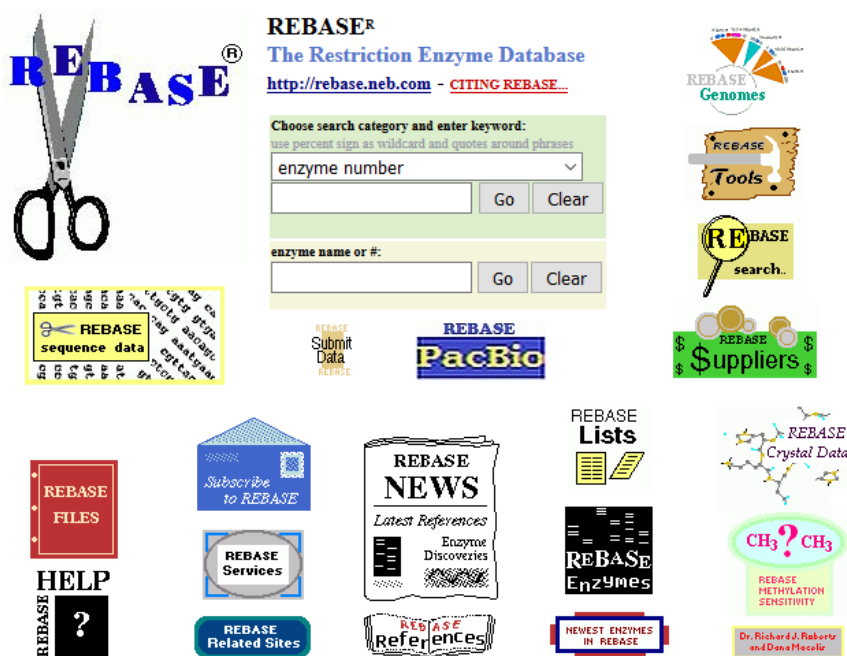 REBASE®
REBASE®
The Restriction Enzyme Database
http://rebase.neb.com - CITING REBASE...
Choose search category and enter keyword:
use percent sign as wildcard and quotes around phrases
enzyme number
Go Clear
enzyme name or #:
Go Clear
REBASE
Genomes
REBASE
Tools
REBASE
search..
REBASE
sequence data
REBASE
Submit
Data
REBASE
REBASE
PacBio
REBASE
$uppliers
REBASE
FILES
Subscribe
to REBASE
REBASE
NEWS
Latest References
Enzyme
Discoveries
REBASE
Lists
REBASE
Crystal Data
REBASE
Services
REBASE
Enzymes
CH3?CH3
REBASE
METHYLATION
SENSITIVITY
HELP
REBASE
?
REBASE
Related Sites
REBASE
References
NEWEST ENZYMES
IN REBASE
Dr. Richard J. Roberts
and Dana Macelis